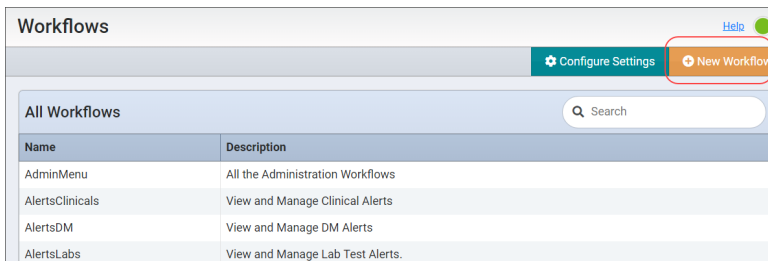 Workflows
Help
Configure Settings
New Workflow
All Workflows
Search
Name Description
AdminMenu All the Administration Workflows
AlertsClinicals View and Manage Clinical Alerts
AlertsDM View and Manage DM Alerts
AlertsLabs View and Manage Lab Test Alerts.